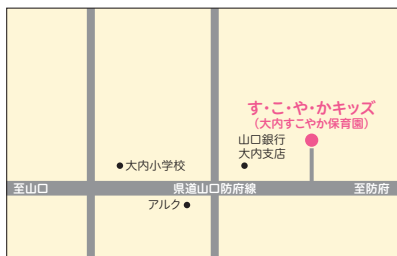 す・こ・や・かキッズ
(大内すこやか保育園)
山口銀行
大内支店
大内小学校
至山口
県道山口防府線
至防府
アルク